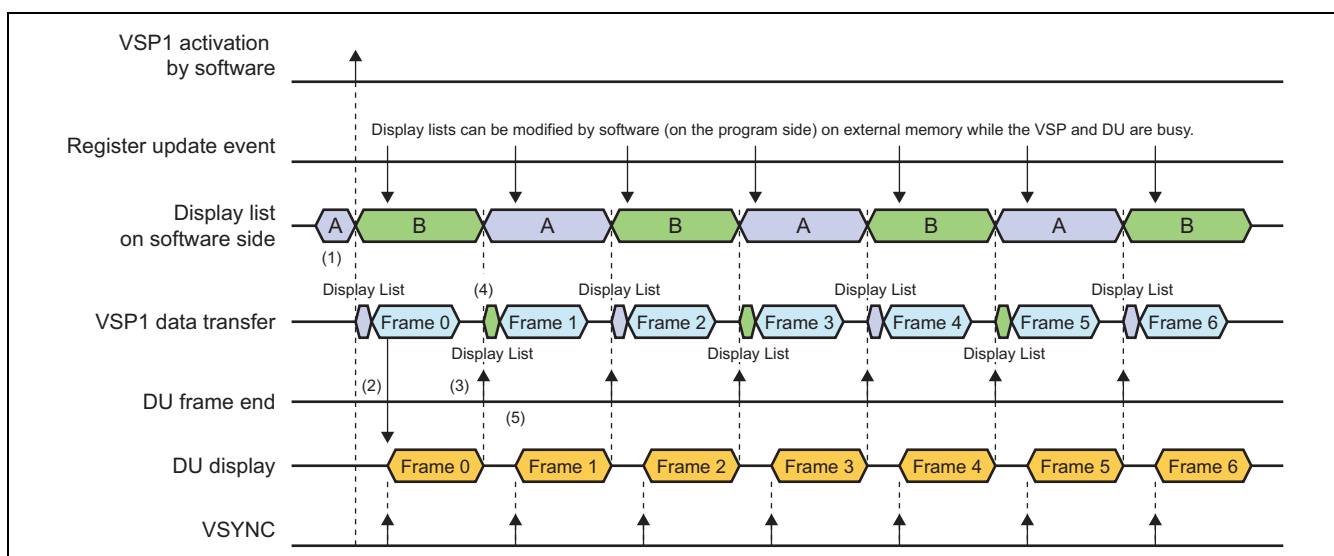 VSP1 activation
by software
Display lists can be modified by software (on the program side) on external memory while the VSP and DU are busy.
Register update event
Display list
on software side
A B A B A B A B
(1)
Display List (4) Display List Display List Display List
VSP1 data transfer
Frame 0 Frame 1 Frame 2 Frame 3 Frame 4 Frame 5 Frame 6
Display List Display List Display List
(2) (3)
DU frame end
(5)
DU display
Frame 0 Frame 1 Frame 2 Frame 3 Frame 4 Frame 5 Frame 6
VSYNC